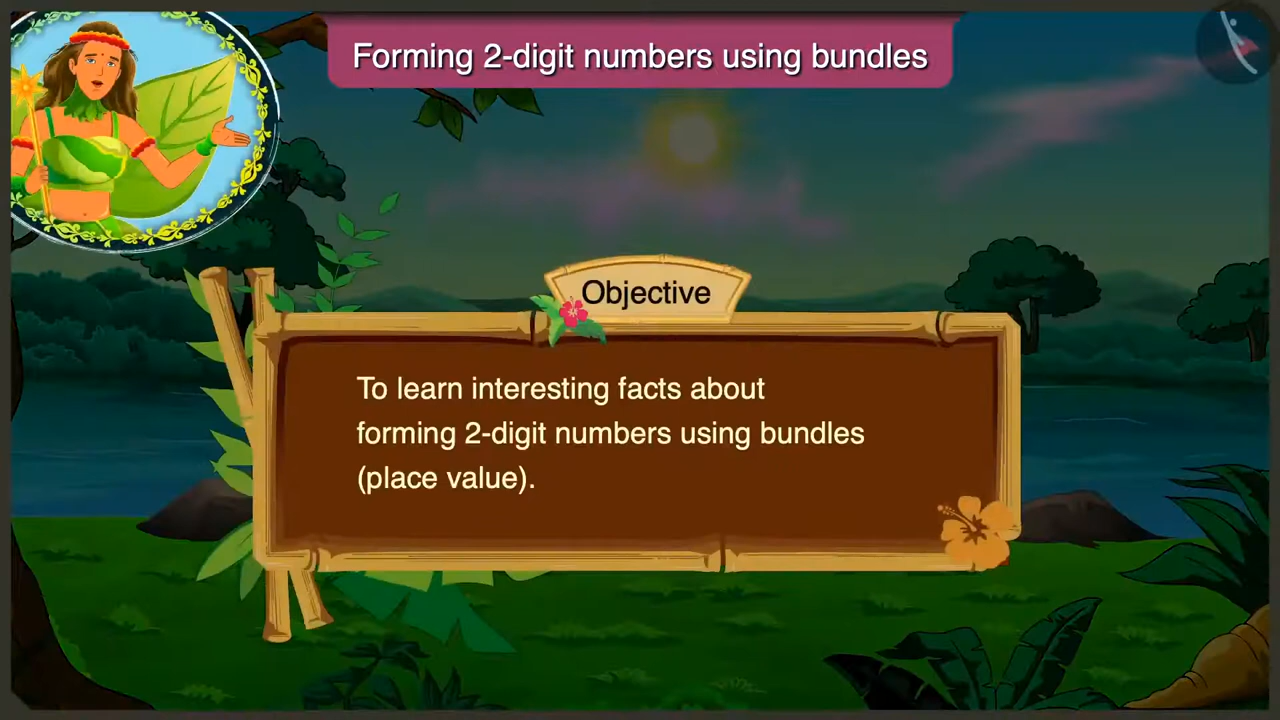 Forming 2-digit numbers using bundles
Objective
To learn interesting facts about
forming 2-digit numbers using bundles
(place value).